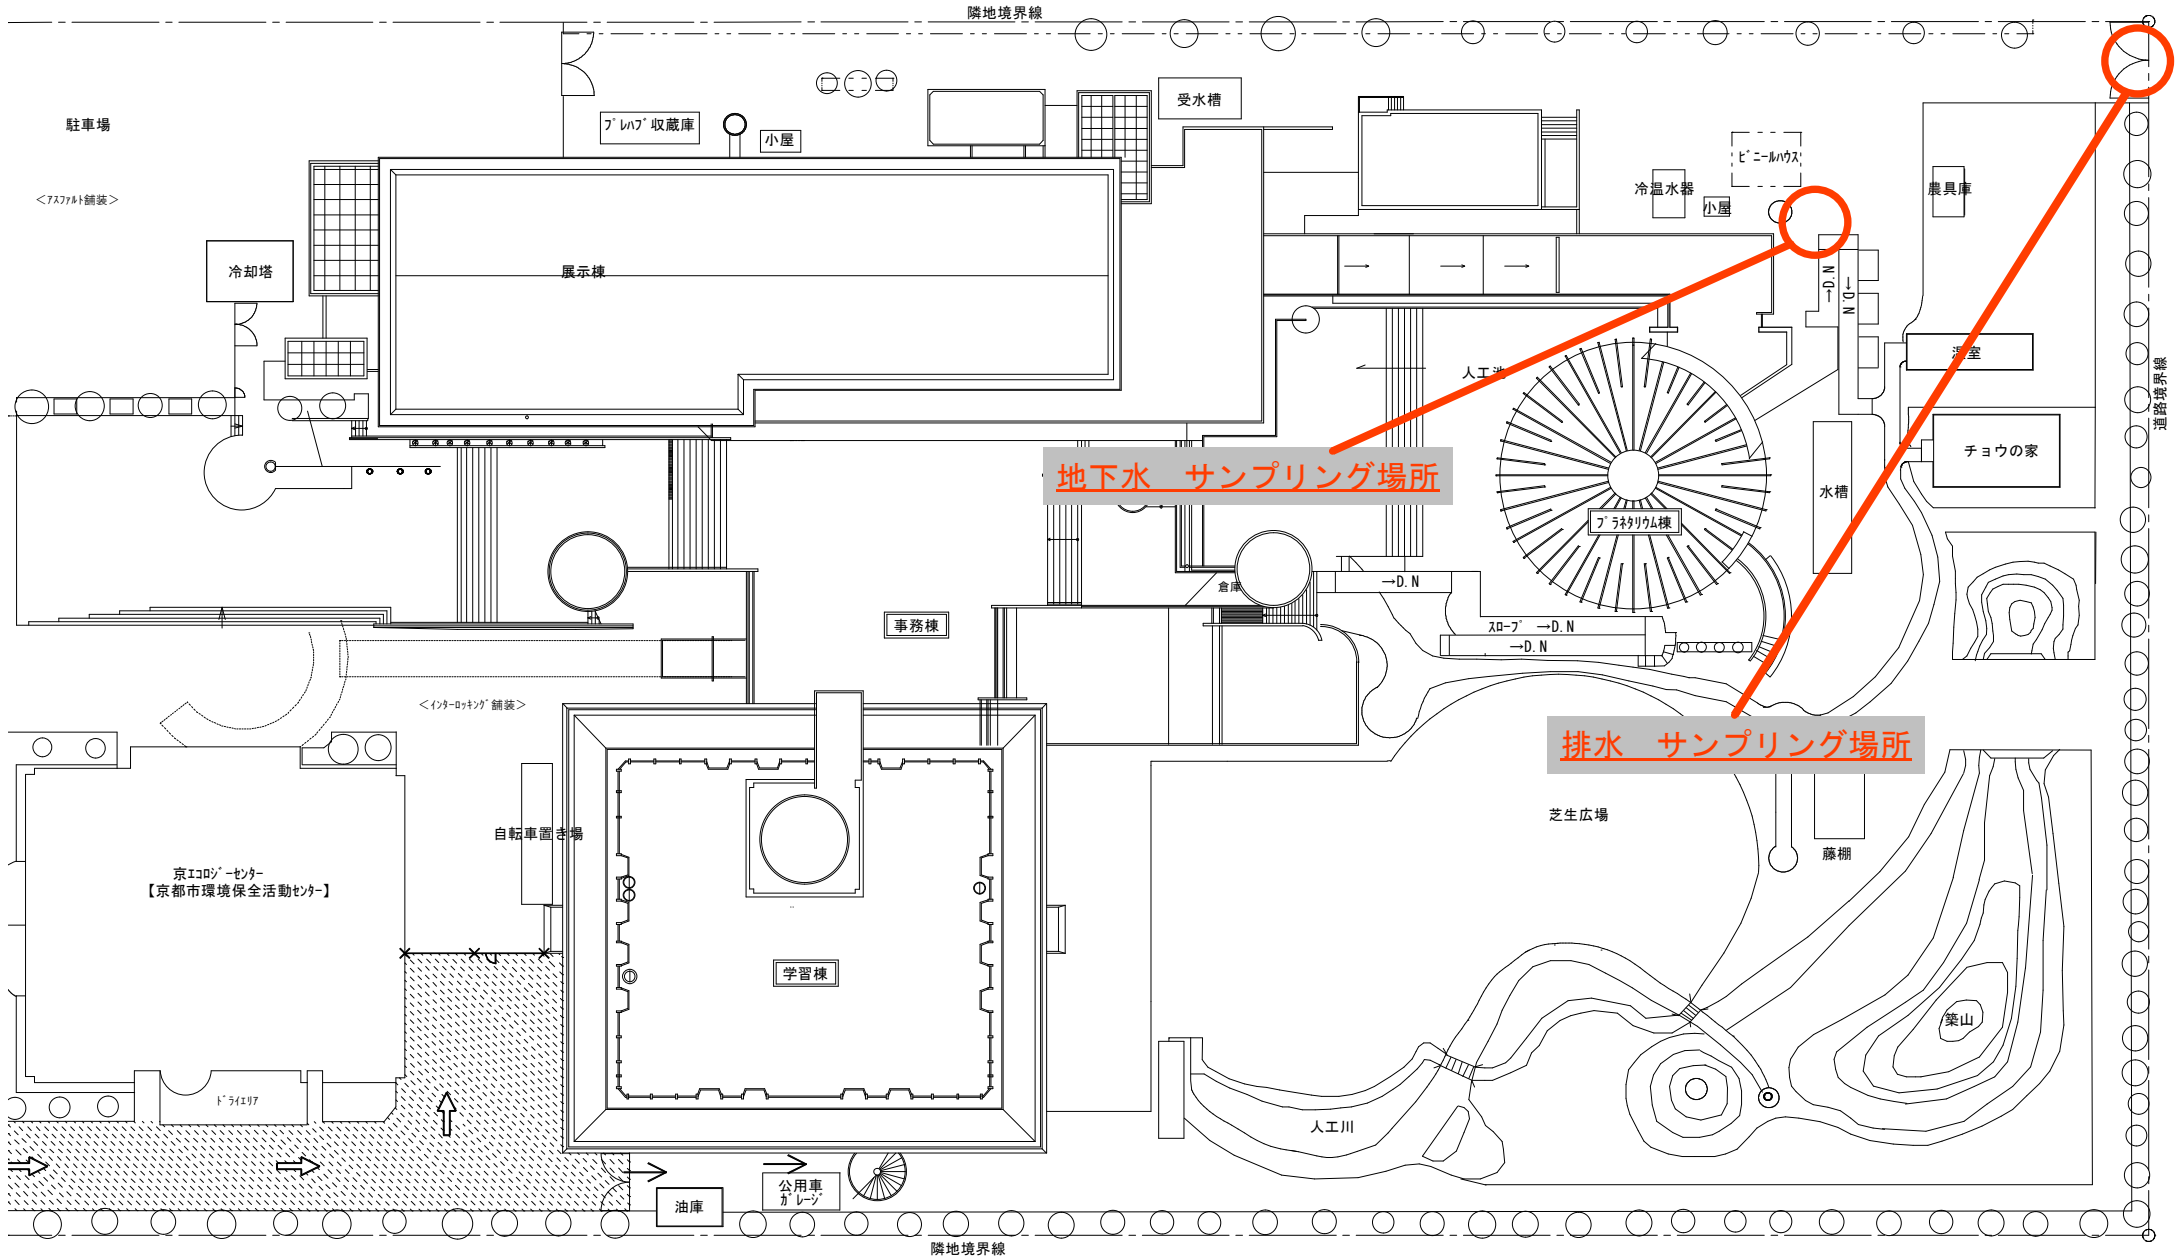 隣地境界線
駐車場
プレハブ収蔵庫
小屋
受水槽
ビニールハウス
<アスファルト舗装>
冷温水器
小屋
農具庫
冷却塔
展示棟
→D.N
→D.N
人工池
温室
道路境界線
チョウの家
地下水 サンプリング場所
水槽
プラネタリウム棟
→D.N
倉庫
事務棟
スロープ →D.N
→D.N
<インターロッキング舗装>
排水 サンプリング場所
芝生広場
自転車置き場
藤棚
京エコロジーセンター
【京都市環境保全活動センター】
学習棟
築山
ドライエリア
人工川
公用車
ガレージ
油庫
隣地境界線